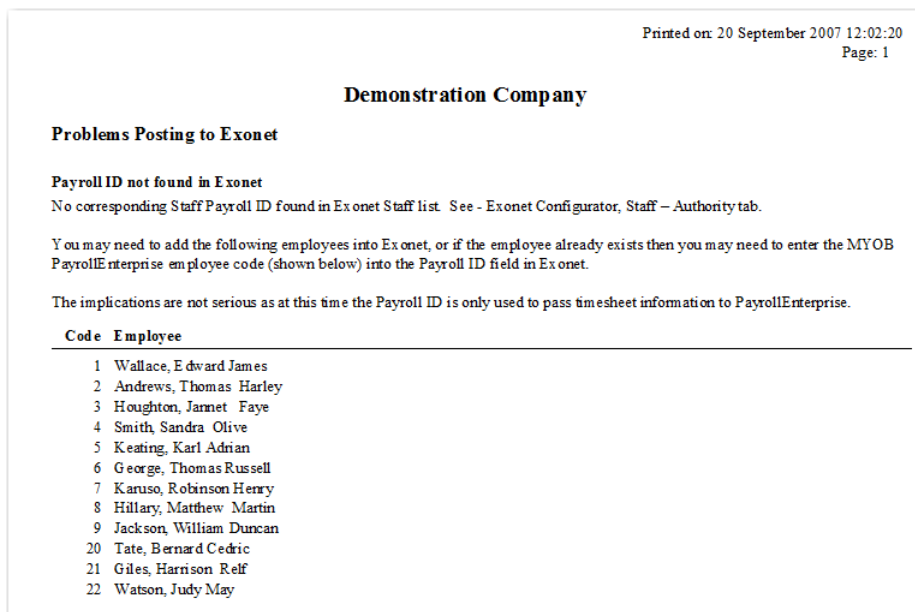 Printed on: 20 September 2007 12:02:20
Page: 1
Demonstration Company
Problems Posting to Exonet
Payroll ID not found in Exonet
No corresponding Staff Payroll ID found in Exonet Staff list. See - Exonet Configurator, Staff – Authority tab.
You may need to add the following employees into Exonet, or if the employee already exists then you may need to enter the MYOB
PayrollEnterprise employee code (shown below) into the Payroll ID field in Exonet.
The implications are not serious as at this time the Payroll ID is only used to pass timesheet information to PayrollEnterprise.
Code Employee
1 Wallace, Edward James
2 Andrews, Thomas Harley
3 Houghton, Jannet Faye
4 Smith, Sandra Olive
5 Keating, Karl Adrian
6 George, Thomas Russell
7 Karuso, Robinson Henry
8 Hillary, Matthew Martin
9 Jackson, William Duncan
20 Tate, Bernard Cedric
21 Giles, Harrison Relf
22 Watson, Judy May